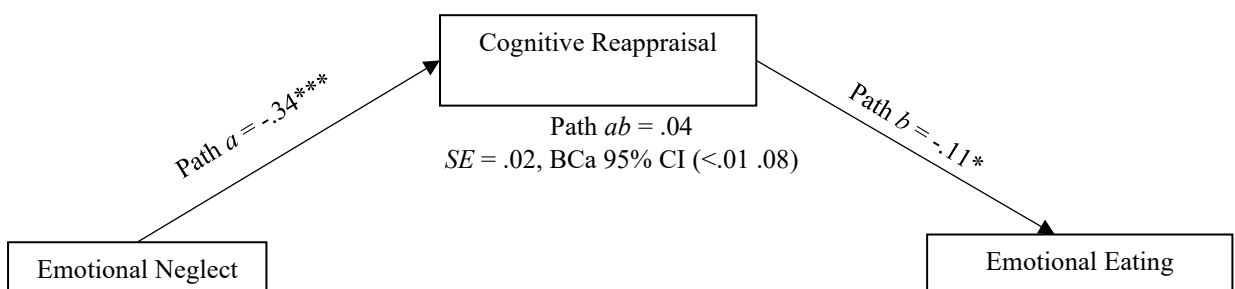 Cognitive Reappraisal
Path a = -.34***
Path b = -.11*
Path ab = .04
SE = .02, BCa 95% CI (<.01 .08)
Emotional Neglect
Emotional Eating